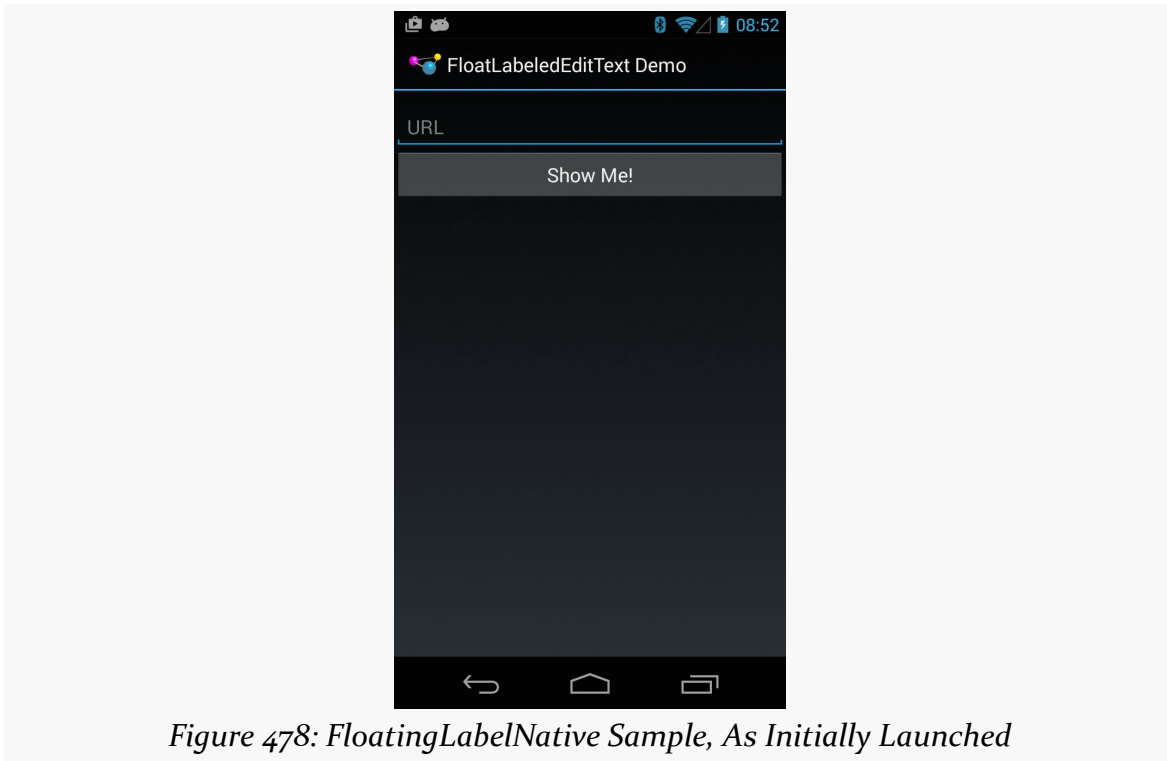 08:52
FloatLabeledEditText Demo
URL
Show Me!
Figure 478: FloatingLabelNative Sample, As Initially Launched